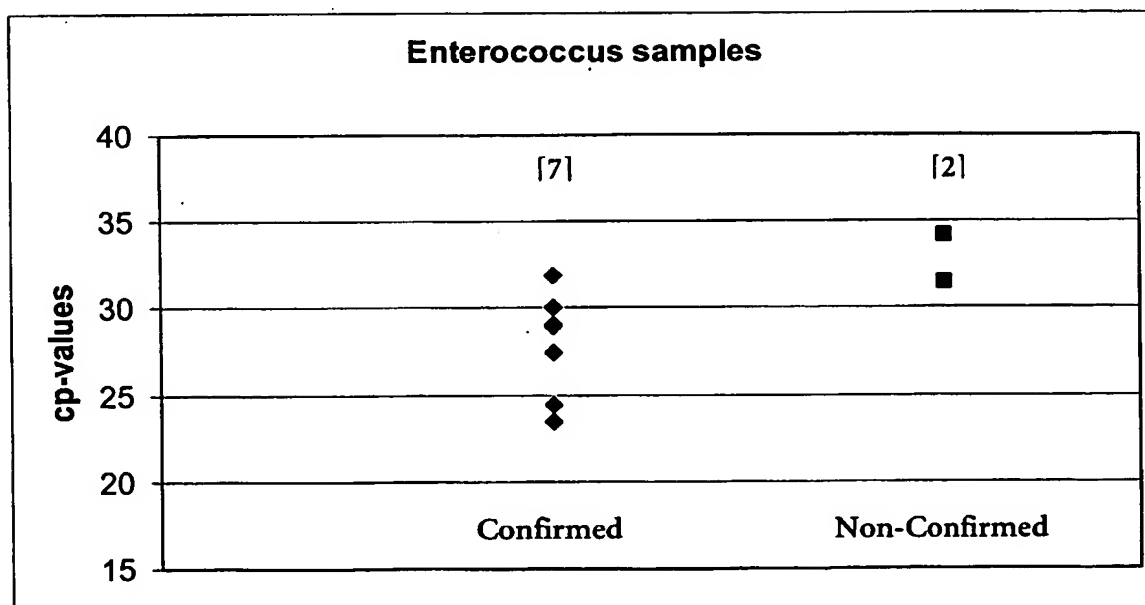 Enterococcus samples
cp-values
40
35
30
25
20
15
[7]
[2]
Confirmed
Non-Confirmed